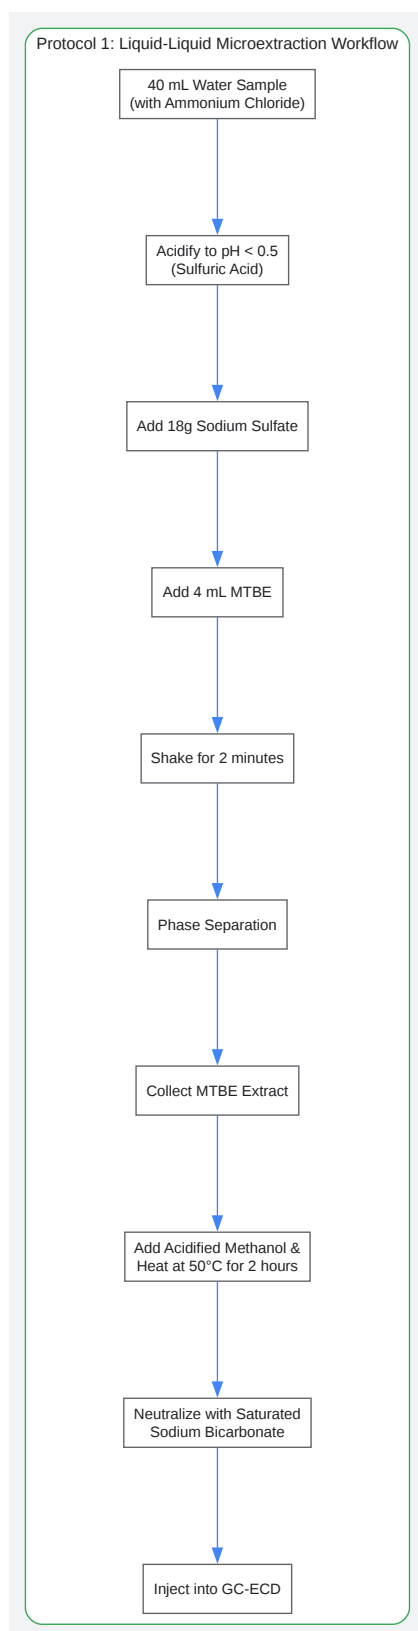 Protocol 1: Liquid-Liquid Microextraction Workflow
40 mL Water Sample
(with Ammonium Chloride)
Acidify to pH < 0.5
(Sulfuric Acid)
Add 18g Sodium Sulfate
Add 4 mL MTBE
Shake for 2 minutes
Phase Separation
Collect MTBE Extract
Add Acidified Methanol &
Heat at 50°C for 2 hours
Neutralize with Saturated
Sodium Bicarbonate
Inject into GC-ECD